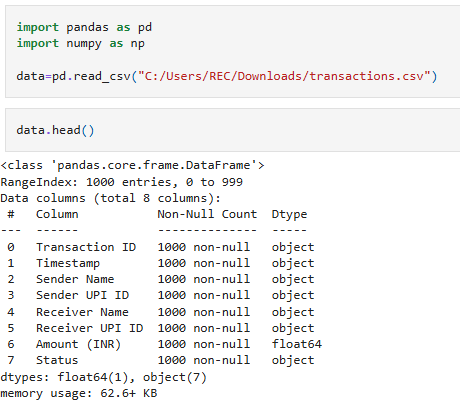 import pandas as pd
import numpy as np
data=pd.read_csv("C:/Users/REC/Downloads/transactions.csv")
data.head()
<class 'pandas.core.frame.DataFrame'>
RangeIndex: 1000 entries, 0 to 999
Data columns (total 8 columns):
 #   Column           Non-Null Count  Dtype
---  ------           --------------  -----
 0   Transaction ID   1000 non-null   object
 1   Timestamp        1000 non-null   object
 2   Sender Name      1000 non-null   object
 3   Sender UPI ID    1000 non-null   object
 4   Receiver Name    1000 non-null   object
 5   Receiver UPI ID  1000 non-null   object
 6   Amount (INR)     1000 non-null   float64
 7   Status           1000 non-null   object
dtypes: float64(1), object(7)
memory usage: 62.6+ KB